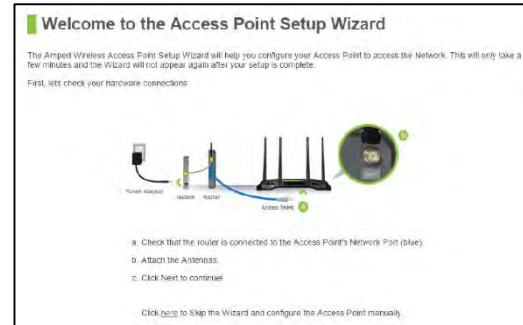 Welcome to the Access Point Setup Wizard
The Amped Wireless Access Point Setup Wizard will help you configure your Access Point to access the Network. This will only take a
few minutes and the Wizard will not appear again after your setup is complete.
First, lets check your hardware connections:
b
Power Adapter
Modem
Router
Access Point
a
a. Check that the router is connected to the Access Point's Network Port (blue).
b. Attach the Antennas.
c. Click Next to continue!
Click here to Skip the Wizard and configure the Access Point manually.